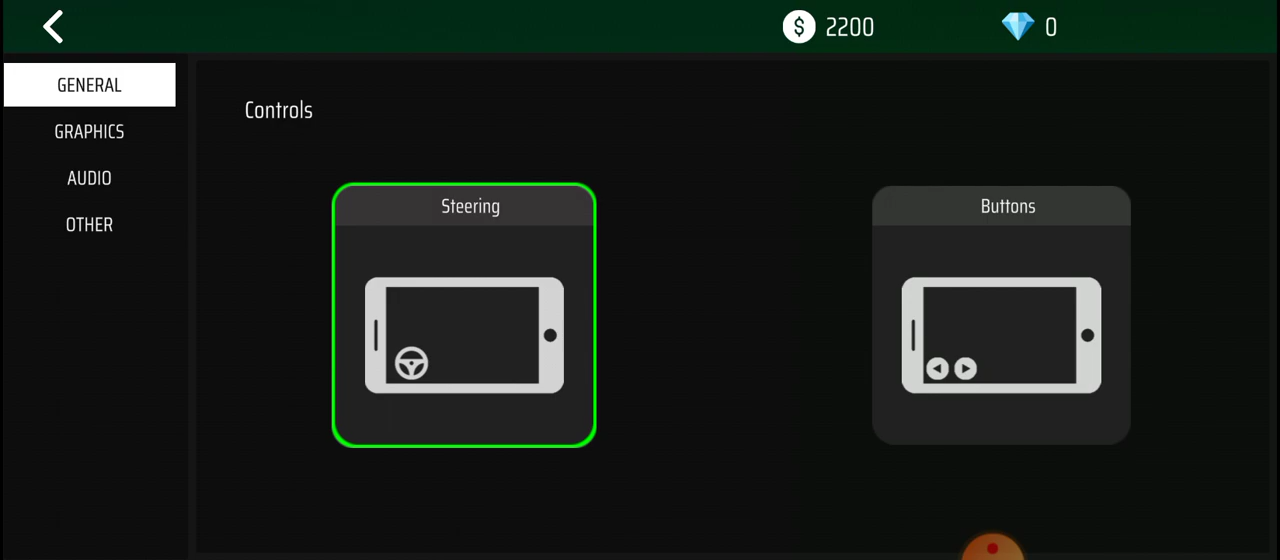 $ 2200 0
GENERAL
GRAPHICS
AUDIO
OTHER
Controls
Steering
Buttons